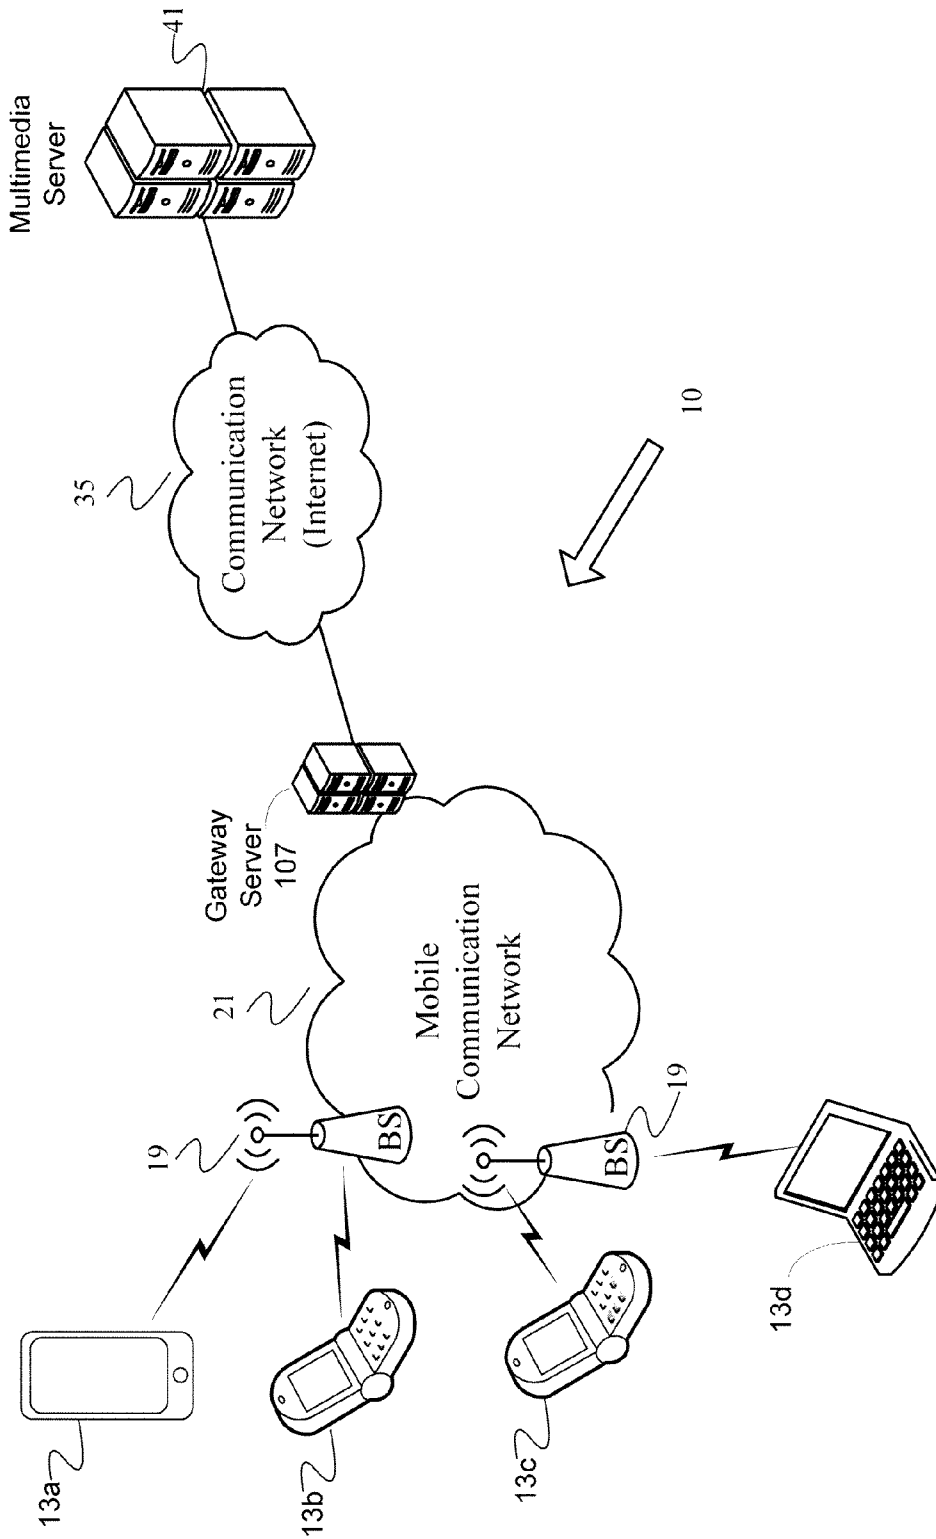 13a
13b
13c
13d
19
BS
19
BS
21
Mobile
Communication
Network
Gateway
Server
107
35
Communication
Network
(Internet)
10
Multimedia
Server
41